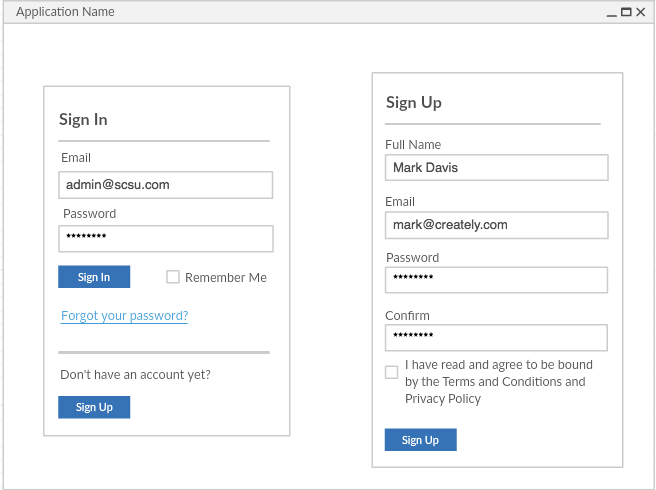 Application Name
Sign In
Email
admin@scsu.com
Password
********
Sign In
Remember Me
Forgot your password?
Don't have an account yet?
Sign Up
Sign Up
Full Name
Mark Davis
Email
mark@creately.com
Password
********
Confirm
********
I have read and agree to be bound
by the Terms and Conditions and
Privacy Policy
Sign Up